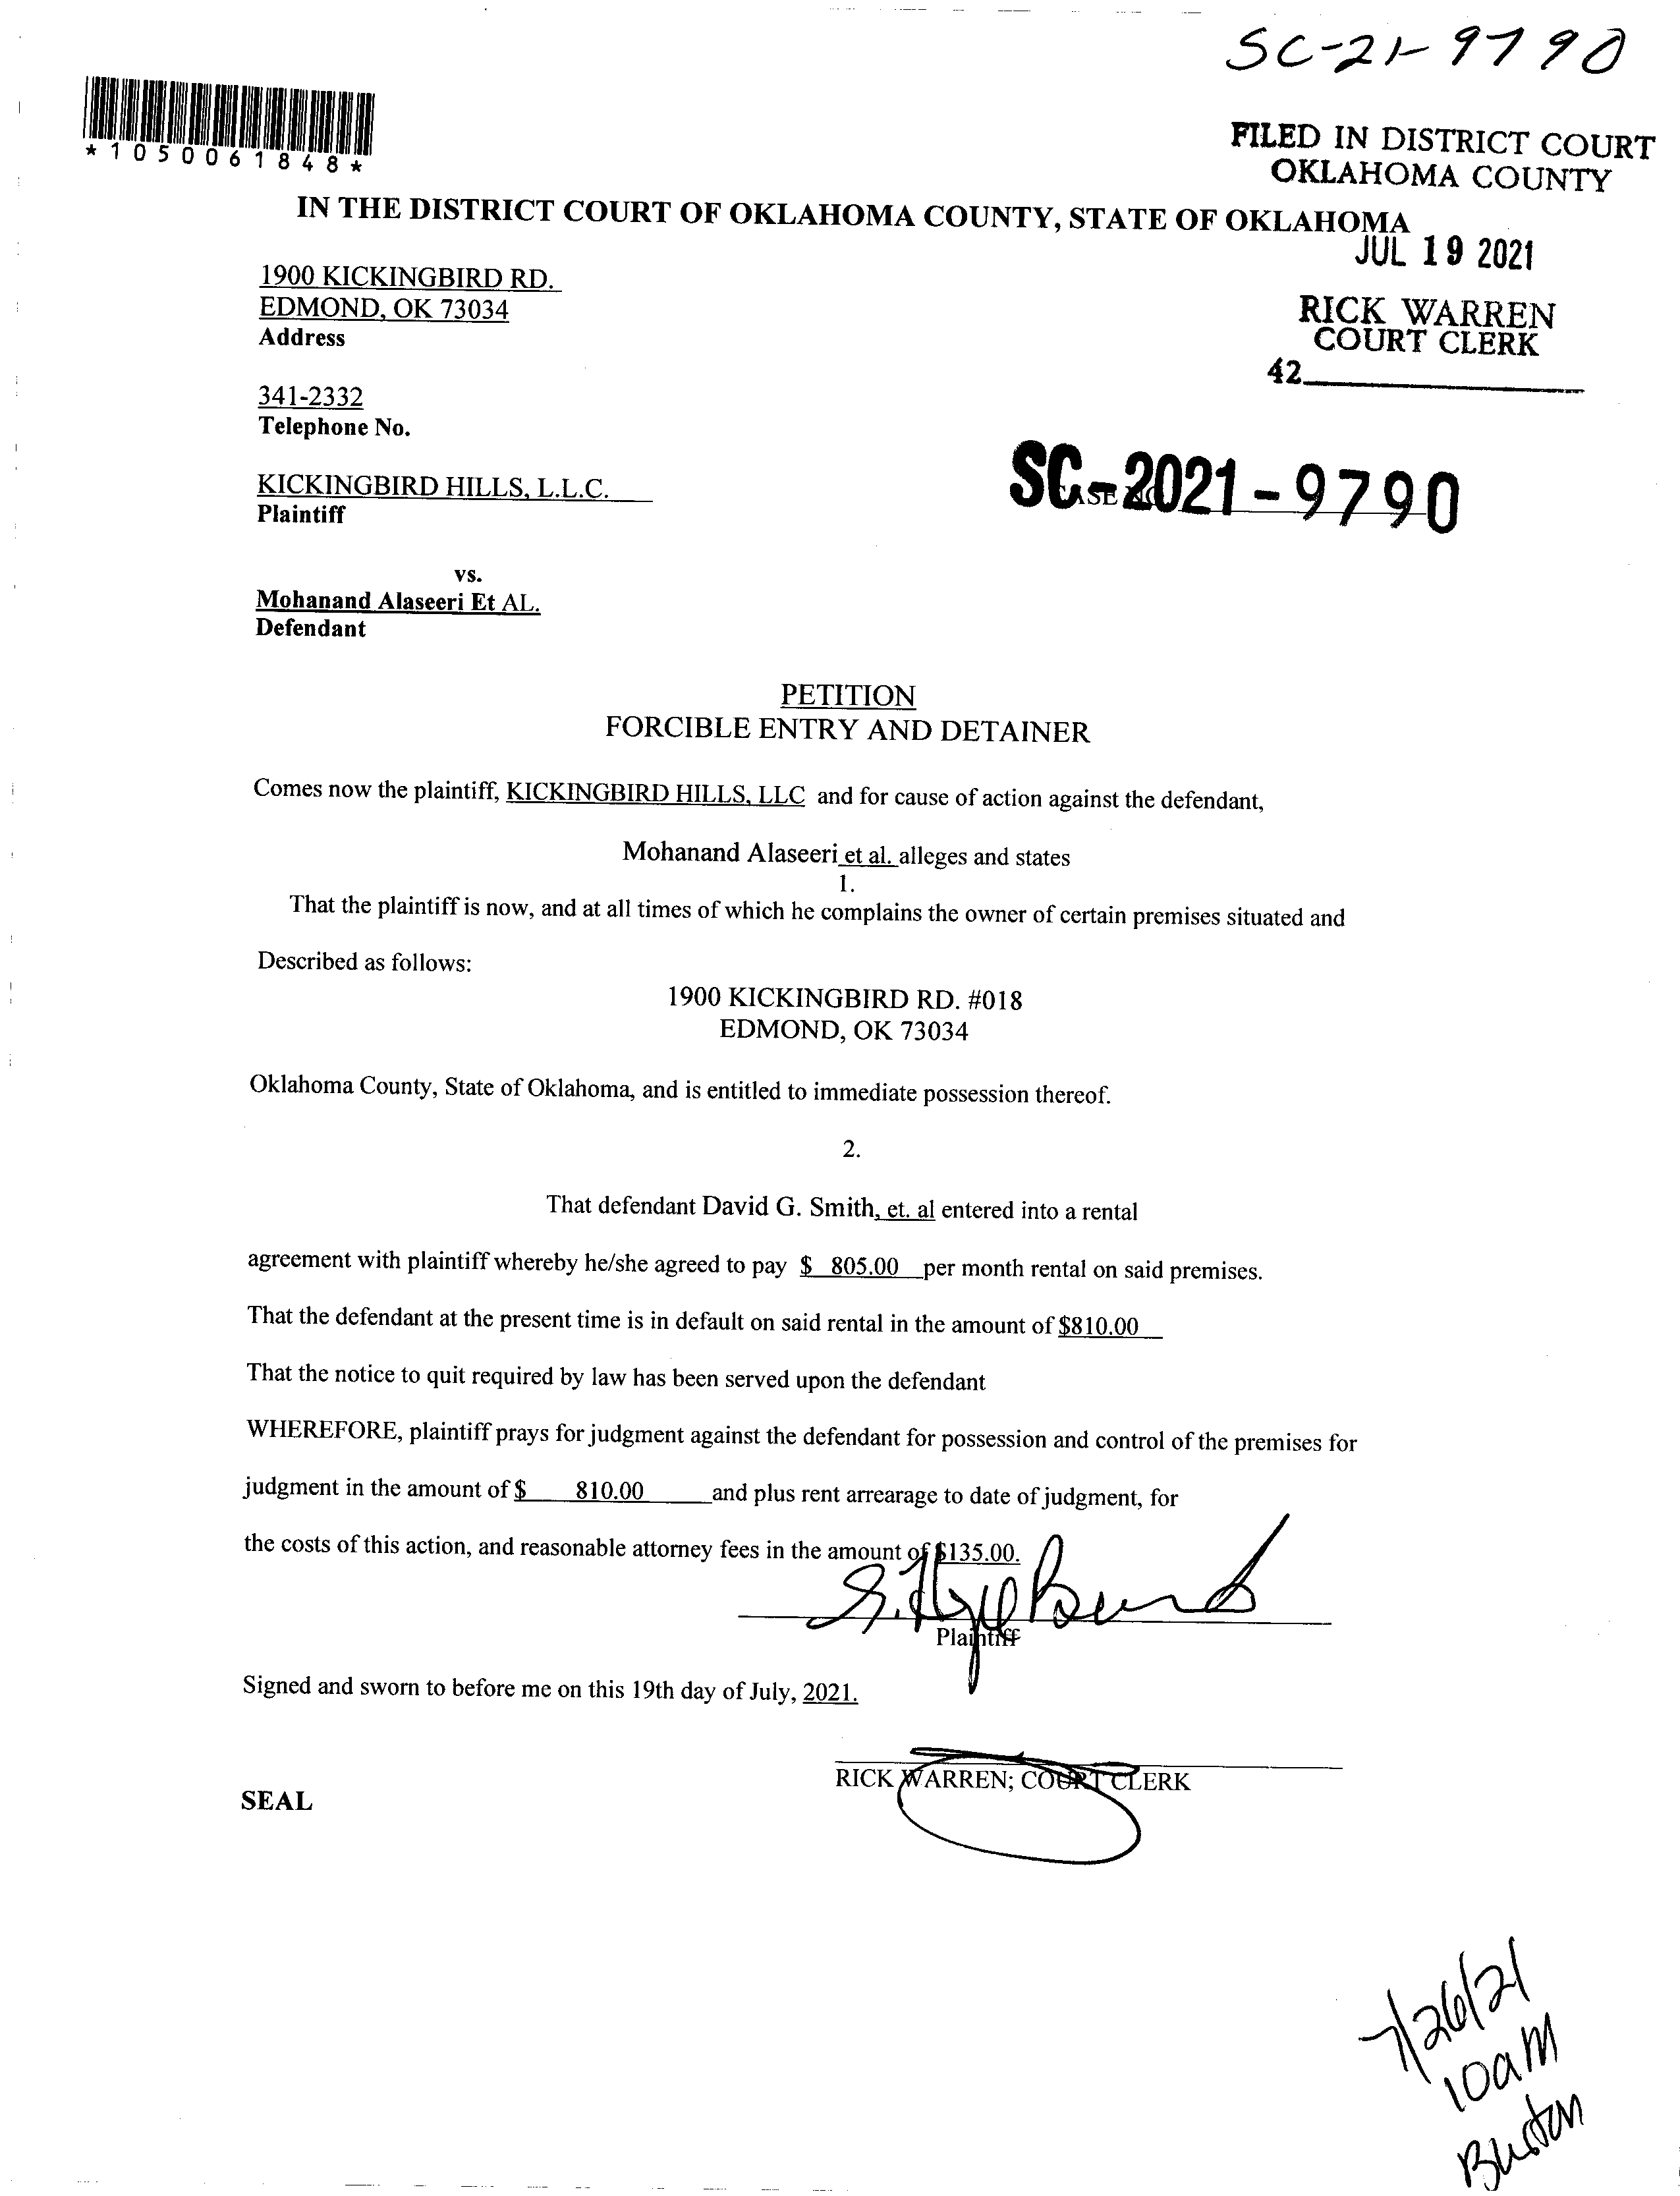 SC-21-9790
*1050061848*
FILED IN DISTRICT COURT
OKLAHOMA COUNTY
IN THE DISTRICT COURT OF OKLAHOMA COUNTY, STATE OF OKLAHOMA
JUL 19 2021
1900 KICKINGBIRD RD.
EDMOND, OK 73034
Address
RICK WARREN
COURT CLERK
42
341-2332
Telephone No.
KICKINGBIRD HILLS, L.L.C.
Plaintiff
SC-2021-9790
vs.
Mohanand Alaseeri Et AL.
Defendant
PETITION
FORCIBLE ENTRY AND DETAINER
Comes now the plaintiff, KICKINGBIRD HILLS, LLC and for cause of action against the defendant,
Mohanand Alaseeri et al. alleges and states
1.
That the plaintiff is now, and at all times of which he complains the owner of certain premises situated and
Described as follows:
1900 KICKINGBIRD RD. #018
EDMOND, OK 73034
Oklahoma County, State of Oklahoma, and is entitled to immediate possession thereof.
2.
That defendant David G. Smith, et. al entered into a rental
agreement with plaintiff whereby he/she agreed to pay $ 805.00 per month rental on said premises.
That the defendant at the present time is in default on said rental in the amount of $810.00
That the notice to quit required by law has been served upon the defendant
WHEREFORE, plaintiff prays for judgment against the defendant for possession and control of the premises for
judgment in the amount of $ 810.00 and plus rent arrearage to date of judgment, for
the costs of this action, and reasonable attorney fees in the amount of $135.00.
Plaintiff
Signed and sworn to before me on this 19th day of July, 2021.
RICK WARREN; COURT CLERK
SEAL
7/26/21
10am
Burton